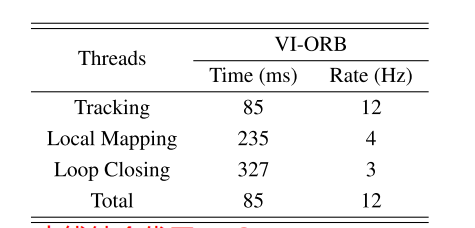 Threads VI-ORB
Time (ms) Rate (Hz)
Tracking 85 12
Local Mapping 235 4
Loop Closing 327 3
Total 85 12